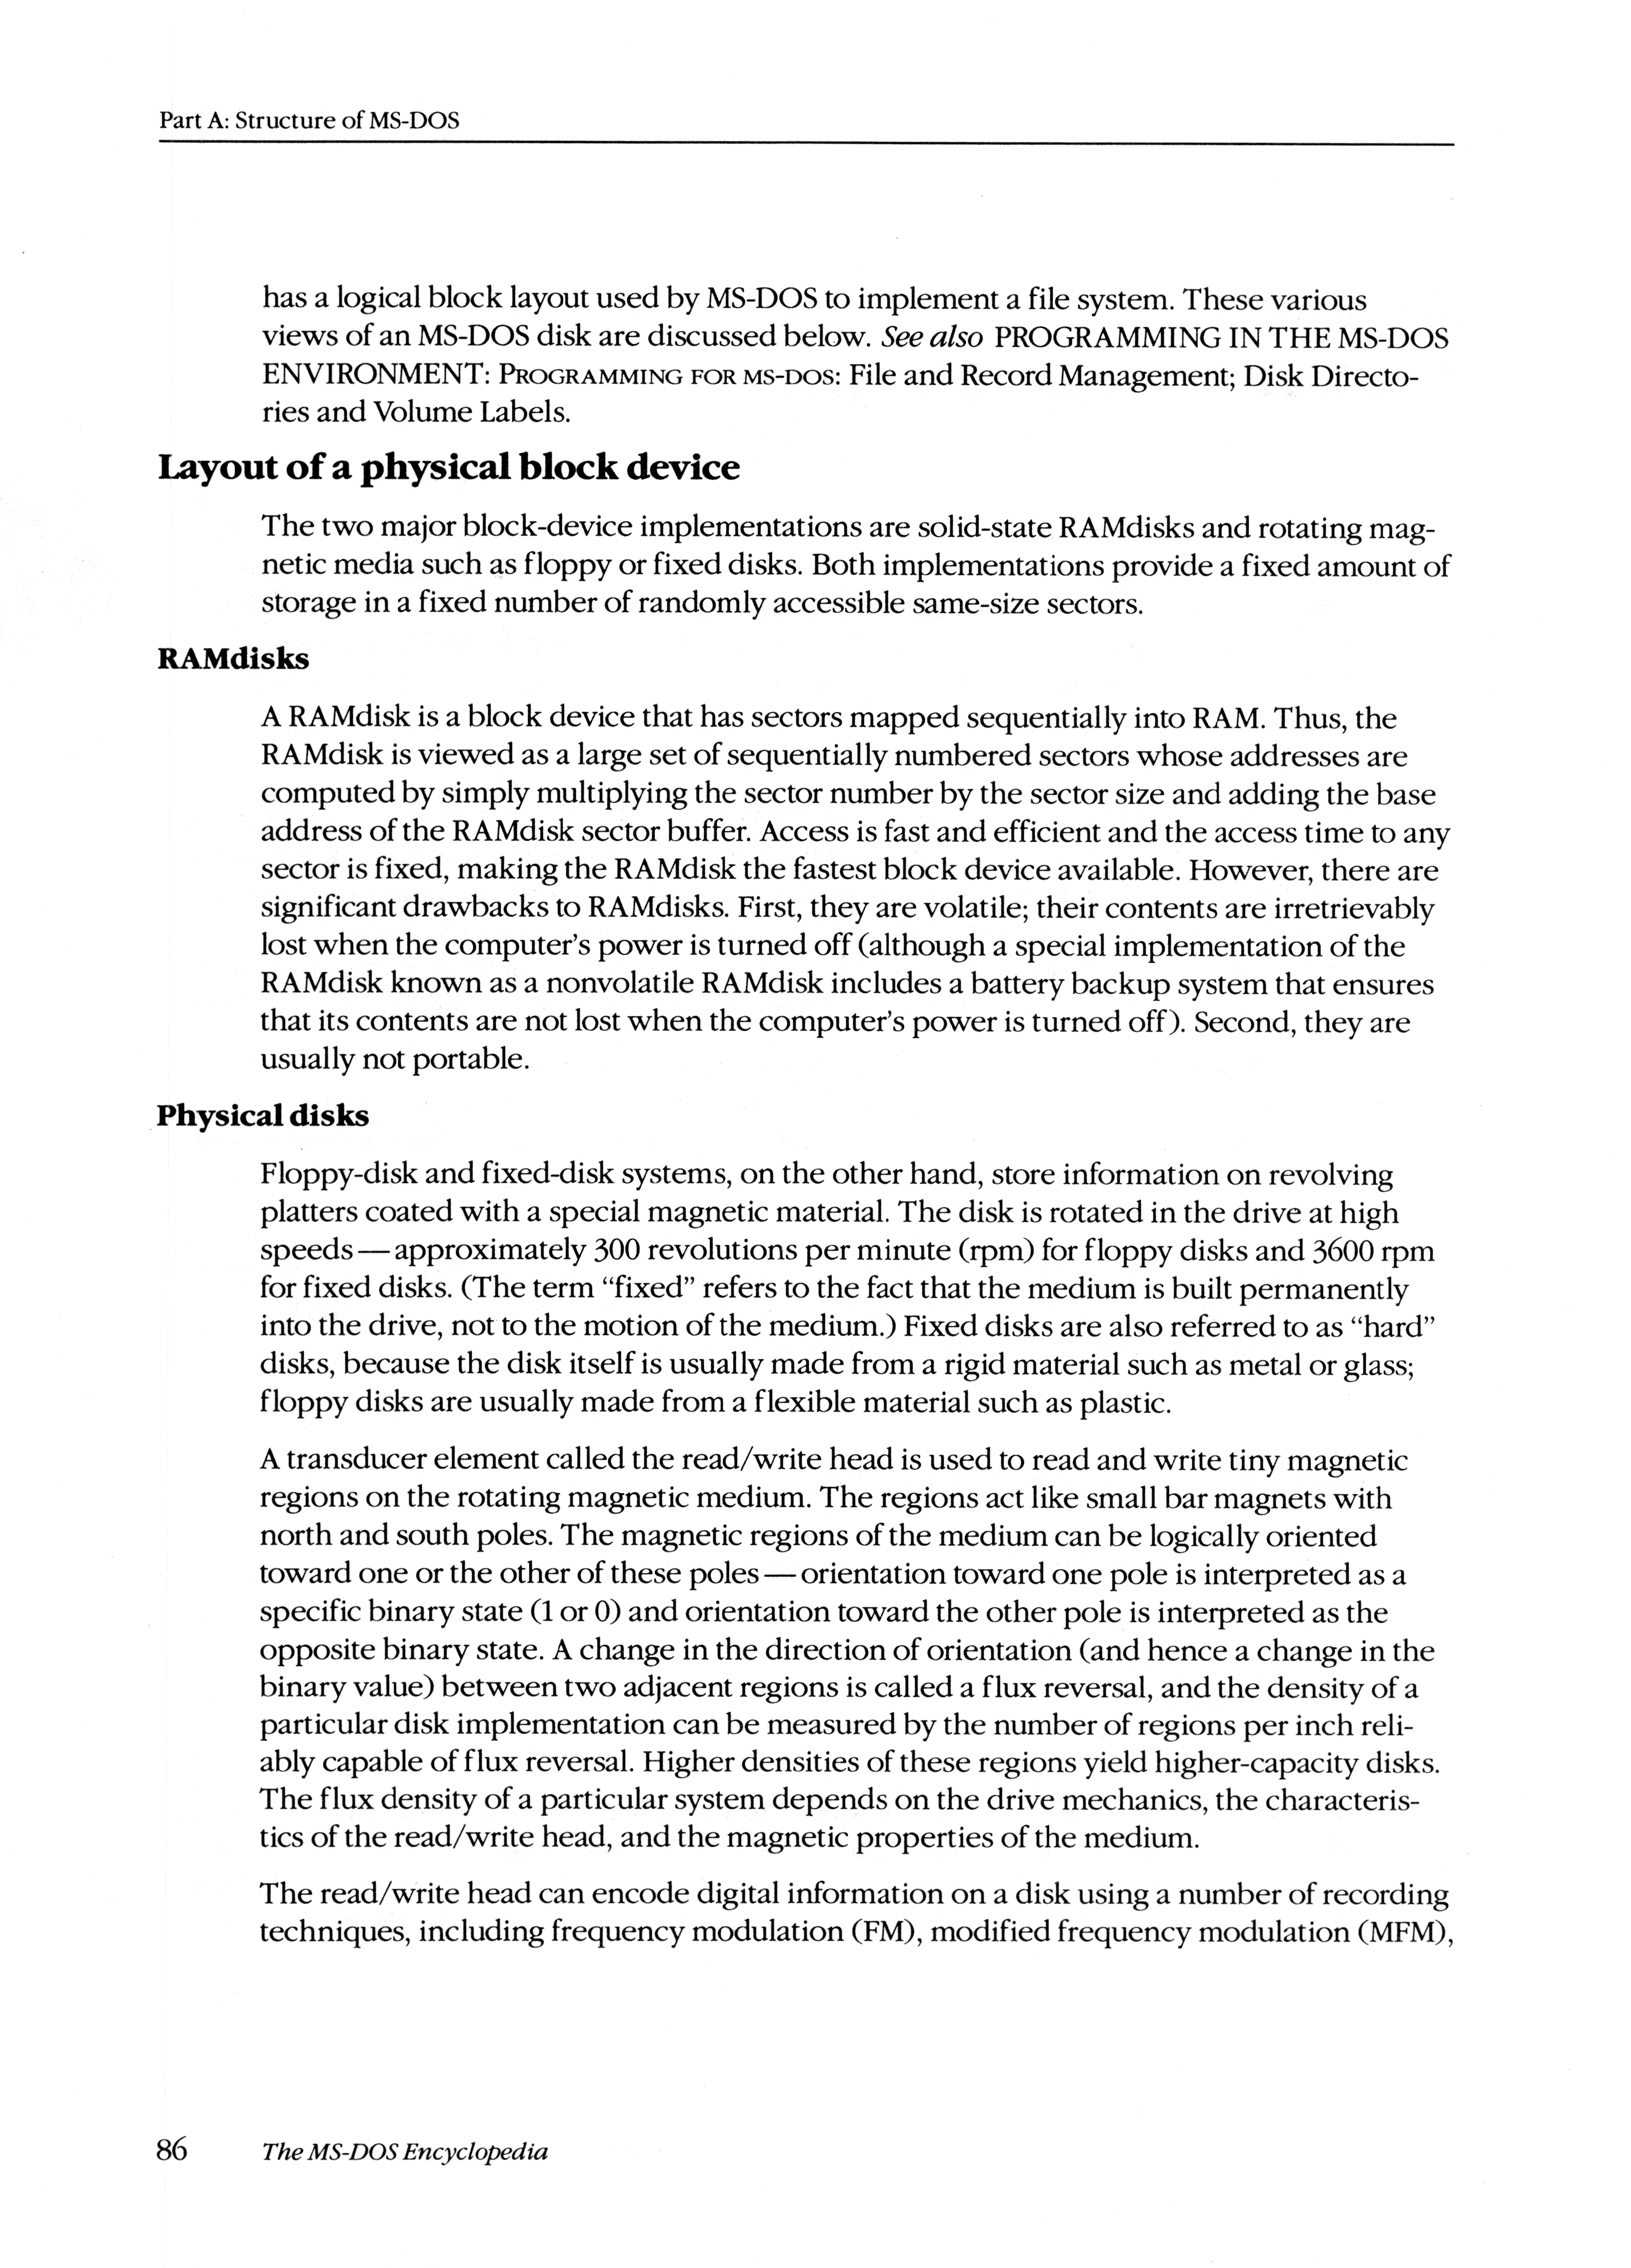 Part A: Structure of MS-DOS
has a logical block layout used by MS-DOS to implement a file system. These various
views of an MS-DOS disk are discussed below. See also PROGRAMMING IN THE MS-DOS
ENVIRONMENT: PROGRAMMING FOR MS-DOS: File and Record Management; Disk Directo-
ries and Volume Labels.
Layout of a physical block device
The two major block-device implementations are solid-state RAMdisks and rotating mag-
netic media such as floppy or fixed disks. Both implementations provide a fixed amount of
storage in a fixed number of randomly accessible same-size sectors.
RAMdisks
A RAMdisk is a block device that has sectors mapped sequentially into RAM. Thus, the
RAMdisk is viewed as a large set of sequentially numbered sectors whose addresses are
computed by simply multiplying the sector number by the sector size and adding the base
address of the RAMdisk sector buffer. Access is fast and efficient and the access time to any
sector is fixed, making the RAMdisk the fastest block device available. However, there are
significant drawbacks to RAMdisks. First, they are volatile; their contents are irretrievably
lost when the computer's power is turned off (although a special implementation of the
RAMdisk known as a nonvolatile RAMdisk includes a battery backup system that ensures
that its contents are not lost when the computer's power is turned off). Second, they are
usually not portable.
Physical disks
Floppy-disk and fixed-disk systems, on the other hand, store information on revolving
platters coated with a special magnetic material. The disk is rotated in the drive at high
speeds — approximately 300 revolutions per minute (rpm) for floppy disks and 3600 rpm
for fixed disks. (The term “fixed” refers to the fact that the medium is built permanently
into the drive, not to the motion of the medium.) Fixed disks are also referred to as “hard”
disks, because the disk itself is usually made from a rigid material such as metal or glass;
floppy disks are usually made from a flexible material such as plastic.
A transducer element called the read/write head is used to read and write tiny magnetic
regions on the rotating magnetic medium. The regions act like small bar magnets with
north and south poles. The magnetic regions of the medium can be logically oriented
toward one or the other of these poles — orientation toward one pole is interpreted as a
specific binary state (1 or 0) and orientation toward the other pole is interpreted as the
opposite binary state. A change in the direction of orientation (and hence a change in the
binary value) between two adjacent regions is called a flux reversal, and the density of a
particular disk implementation can be measured by the number of regions per inch reli-
ably capable of flux reversal. Higher densities of these regions yield higher-capacity disks.
The flux density of a particular system depends on the drive mechanics, the characteris-
tics of the read/write head, and the magnetic properties of the medium.
The read/write head can encode digital information on a disk using a number of recording
techniques, including frequency modulation (FM), modified frequency modulation (MFM),
86 The MS-DOS Encyclopedia